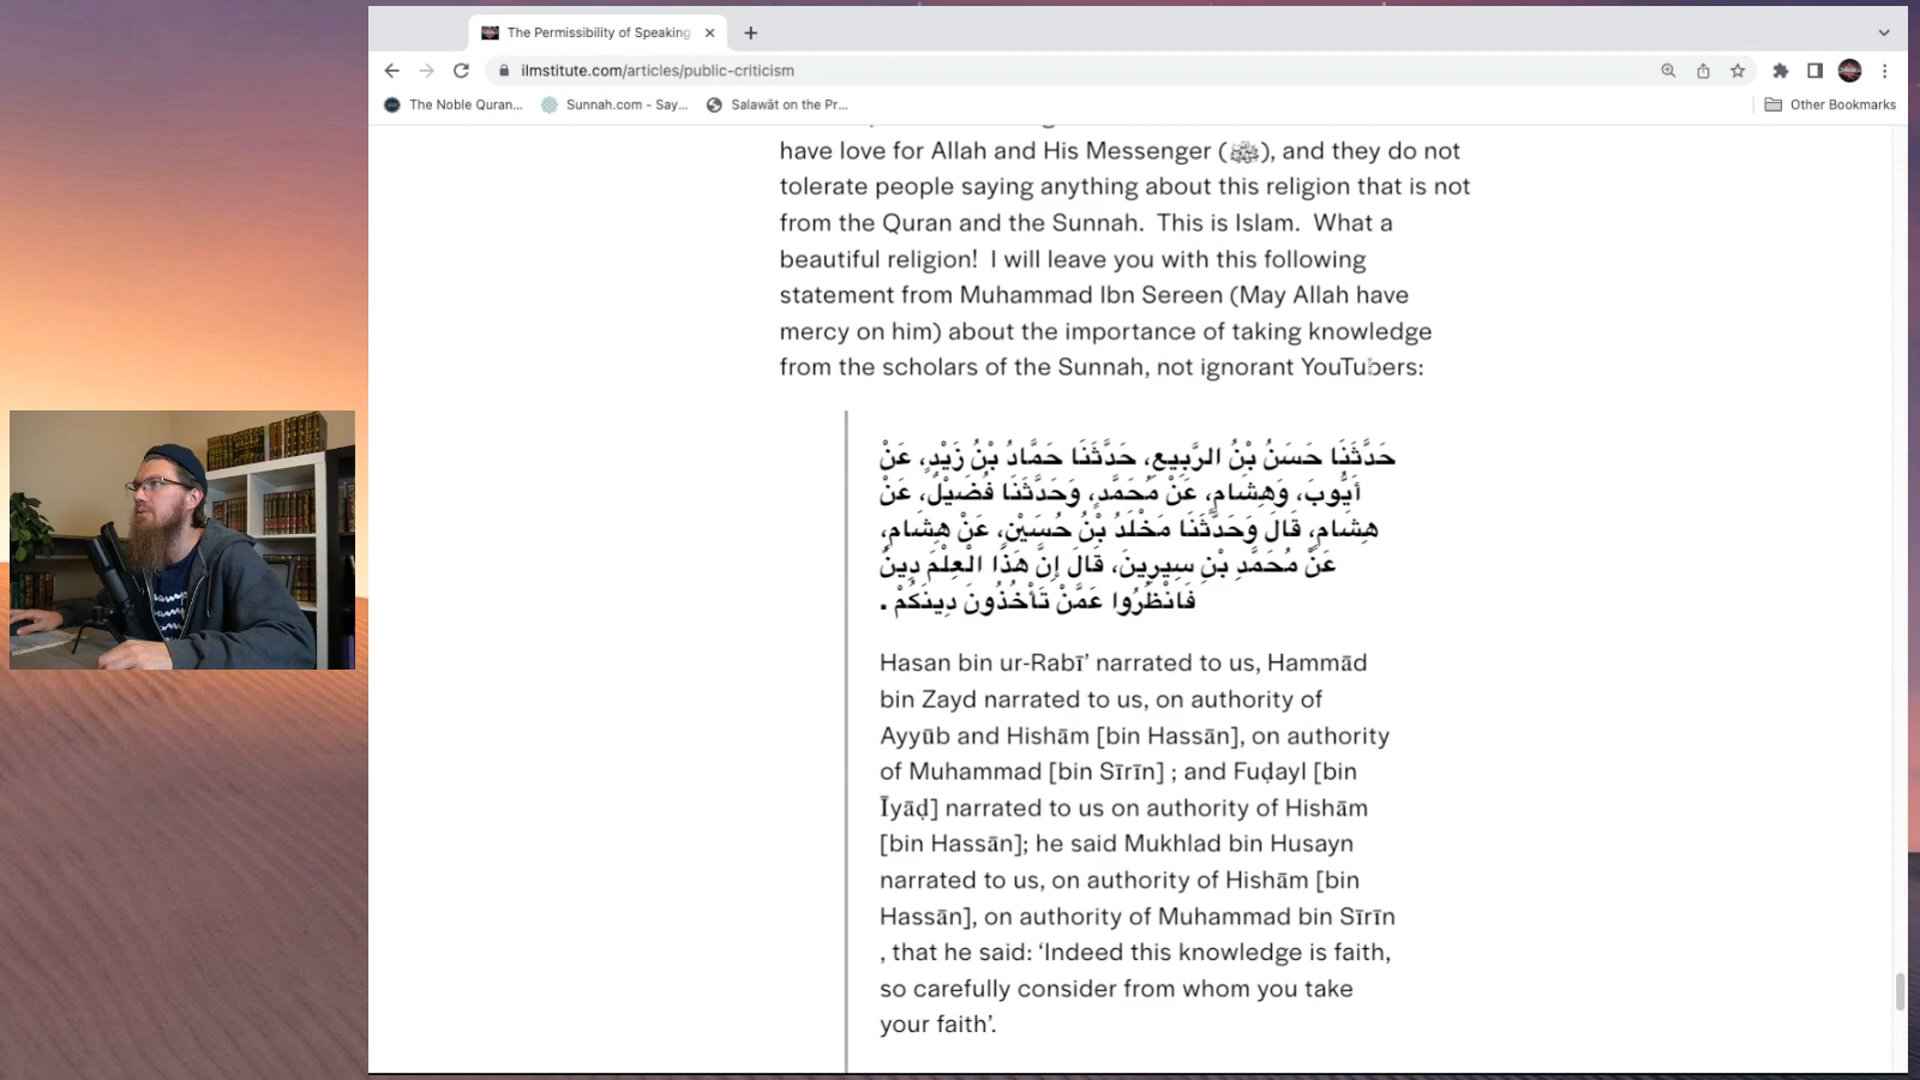 The Permissibility of Speaking
ilmstitute.com/articles/public-criticism
The Noble Quran...
Sunnah.com - Say...
Salawāt on the Pr...
Other Bookmarks
have love for Allah and His Messenger (ﷺ), and they do not
tolerate people saying anything about this religion that is not
from the Quran and the Sunnah. This is Islam. What a
beautiful religion! I will leave you with this following
statement from Muhammad Ibn Sereen (May Allah have
mercy on him) about the importance of taking knowledge
from the scholars of the Sunnah, not ignorant YouTubers:
حَدَّثَنَا حَسَنُ بْنُ الرَّبِيعِ، حَدَّثَنَا حَمَّادُ بْنُ زَيْدٍ، عَنْ
أَيُّوبَ، وَهِشَامٍ، عَنْ مُحَمَّدٍ، وَحَدَّثَنَا فُضَيْلٌ، عَنْ
هِشَامٍ، قَالَ وَحَدَّثَنَا مَخْلَدُ بْنُ حُسَيْنٍ، عَنْ هِشَامٍ،
عَنْ مُحَمَّدِ بْنِ سِيرِينَ، قَالَ إِنَّ هَذَا الْعِلْمَ دِينٌ
فَانْظُرُوا عَمَّنْ تَأْخُذُونَ دِينَكُمْ .
Hasan bin ur-Rabī’ narrated to us, Hammād
bin Zayd narrated to us, on authority of
Ayyūb and Hishām [bin Hassān], on authority
of Muhammad [bin Sīrīn] ; and Fuḍayl [bin
Īyāḍ] narrated to us on authority of Hishām
[bin Hassān]; he said Mukhlad bin Husayn
narrated to us, on authority of Hishām [bin
Hassān], on authority of Muhammad bin Sīrīn
, that he said: ‘Indeed this knowledge is faith,
so carefully consider from whom you take
your faith’.